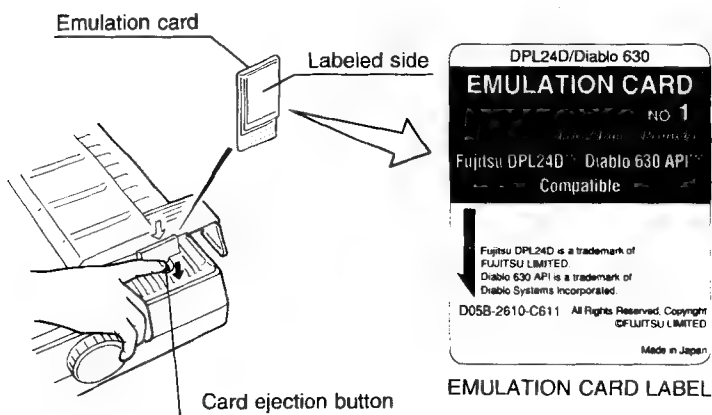 Emulation card
Labeled side
DPL24D/Diablo 630
EMULATION CARD
NO 1
Fujitsu DPL24D™ Diablo 630 API™
Compatible
Fujitsu DPL24D is a trademark of
FUJITSU LIMITED.
Diablo 630 API is a trademark of
Diablo Systems Incorporated.
D05B-2610-C611 All Rights Reserved, Copyright
©FUJITSU LIMITED
Made in Japan
Card ejection button
EMULATION CARD LABEL